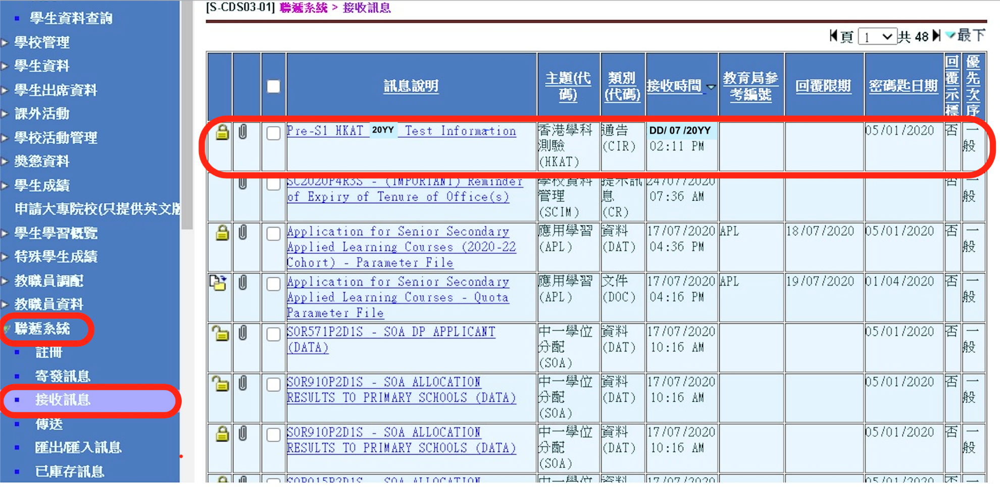 學生資料查詢
學校管理
學生資料
學生出席資料
課外活動
學校活動管理
獎懲資料
學生成績
申請大專院校(只提供英文版
學生學習概覽
特殊學生成績
教職員調配
教職員資料
聯遞系統
註冊
寄發訊息
接收訊息
傳送
匯出/匯入訊息
已庫存訊息
[S-CDS03-01] 聯遞系統 > 接收訊息
頁 1 共 48 最下
訊息說明
主題(代
碼)
類別
(代碼)
接收時間
教育局參
考編號
回覆限期
密碼匙日期
回
覆
示
標
優
先
次
序
Pre-S1 HKAT 20YY Test Information
香港學科
測驗
(HKAT)
通告
(CIR)
DD/ 07 /20YY
02:11 PM
05/01/2020
否
一
般
SC2020P4R3S - (IMPORTANT) Reminder
of Expiry of Tenure of Office(s)
學校資料
管理
(SCIM)
提示訊
息
(CR)
24/07/2020
07:36 AM
否
一
般
Application for Senior Secondary
Applied Learning Courses (2020-22
Cohort) - Parameter File
應用學習
(APL)
資料
(DAT)
17/07/2020
04:36 PM
APL
18/07/2020
05/01/2020
否
一
般
Application for Senior Secondary
Applied Learning Courses - Quota
Parameter File
應用學習
(APL)
文件
(DOC)
17/07/2020
04:16 PM
APL
19/07/2020
01/04/2020
否
一
般
SOR571P2D1S - SOA DP APPLICANT
(DATA)
中一學位
分配
(SOA)
資料
(DAT)
17/07/2020
10:16 AM
05/01/2020
否
一
般
SOR910P2D1S - SOA ALLOCATION
RESULTS TO PRIMARY SCHOOLS (DATA)
中一學位
分配
(SOA)
資料
(DAT)
17/07/2020
10:16 AM
05/01/2020
否
一
般
SOR910P2D1S - SOA ALLOCATION
RESULTS TO PRIMARY SCHOOLS (DATA)
中一學位
分配
(SOA)
資料
(DAT)
17/07/2020
10:16 AM
05/01/2020
否
一
般
SOR915P2D1S - SOA ALLOCATION
中一學位
資料
17/07/2020
05/01/2020
否
一